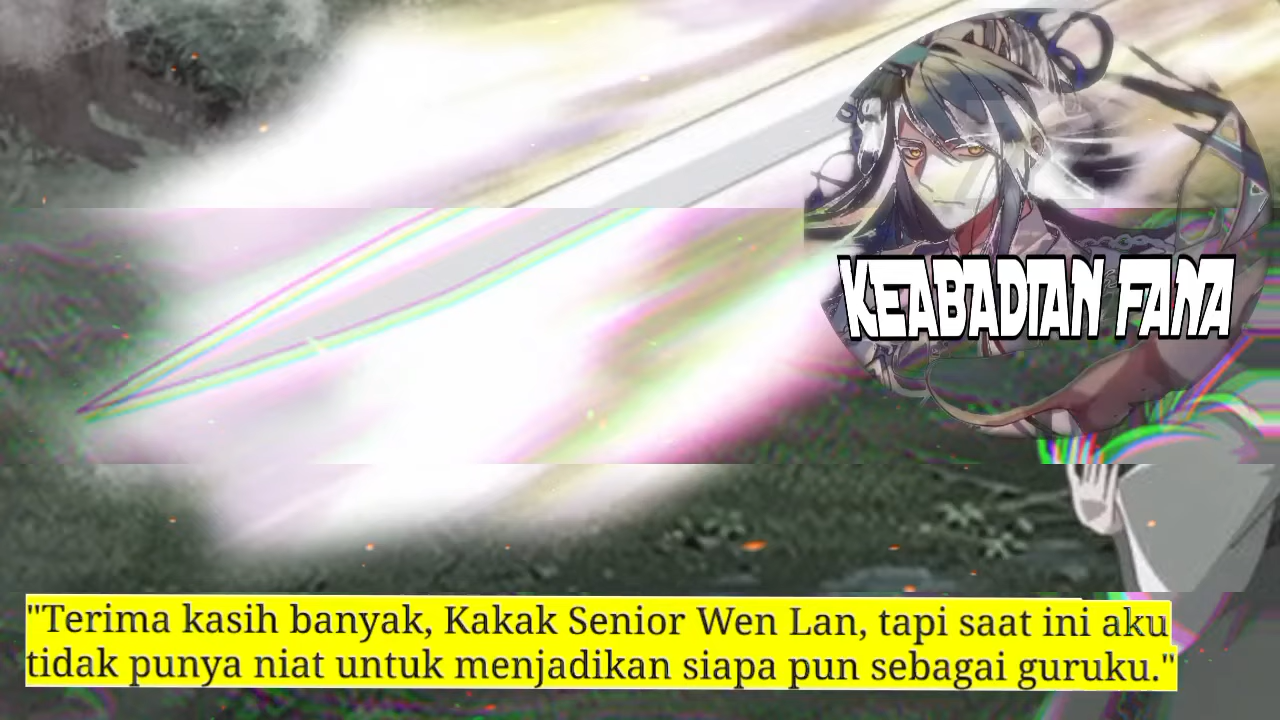 KEABADIAN FANA
"Terima kasih banyak, Kakak Senior Wen Lan, tapi saat ini aku
tidak punya niat untuk menjadikan siapa pun sebagai guruku."